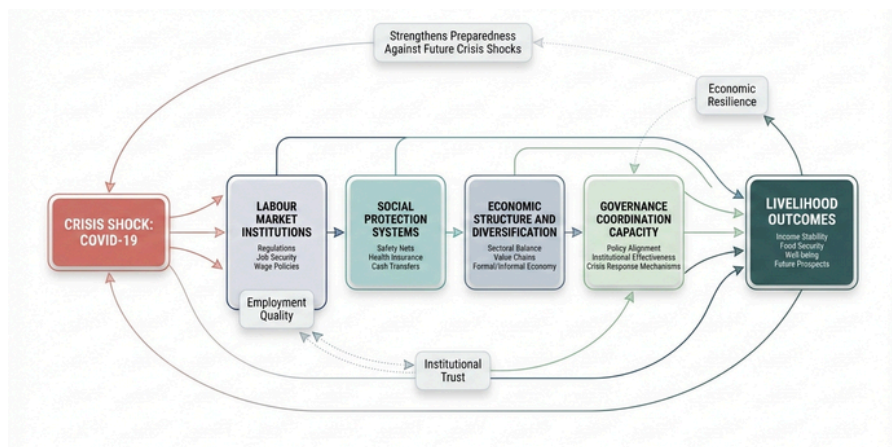 Strengthens Preparedness
Against Future Crisis Shocks
Economic
Resilience
CRISIS SHOCK:
COVID-19
LABOUR
MARKET
INSTITUTIONS
Regulations
Job Security
Wage Policies
Employment
Quality
SOCIAL
PROTECTION
SYSTEMS
Safety Nets
Health Insurance
Cash Transfers
ECONOMIC
STRUCTURE AND
DIVERSIFICATION
Sectoral Balance
Value Chains
Formal/Informal Economy
GOVERNANCE
COORDINATION
CAPACITY
Policy Alignment
Institutional Effectiveness
Crisis Response Mechanisms
LIVELIHOOD
OUTCOMES
Income Stability
Food Security
Well-being
Future Prospects
Institutional
Trust